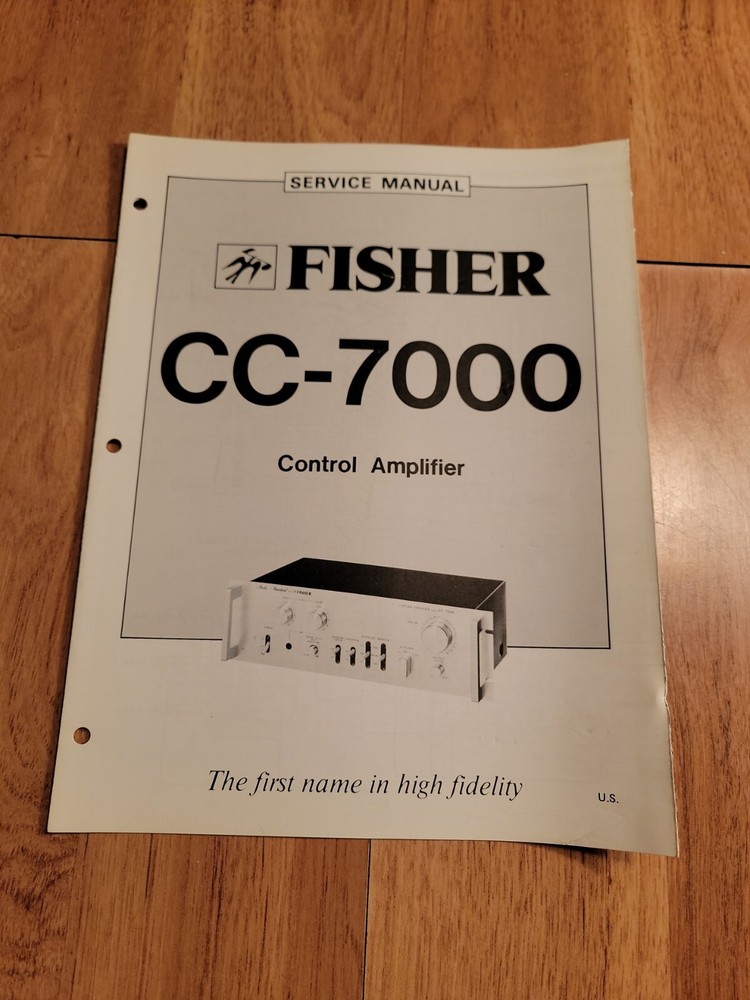 SERVICE MANUAL
FISHER
CC-7000
Control Amplifier
The first name in high fidelity
U.S.